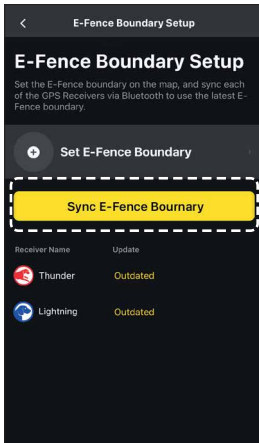 E-Fence Boundary Setup
E-Fence Boundary Setup
Set the E-Fence boundary on the map, and sync each
of the GPS Receivers via Bluetooth to use the latest E-
Fence boundary.
Set E-Fence Boundary
Sync E-Fence Bournary
Receiver Name Update
Thunder Outdated
Lightning Outdated